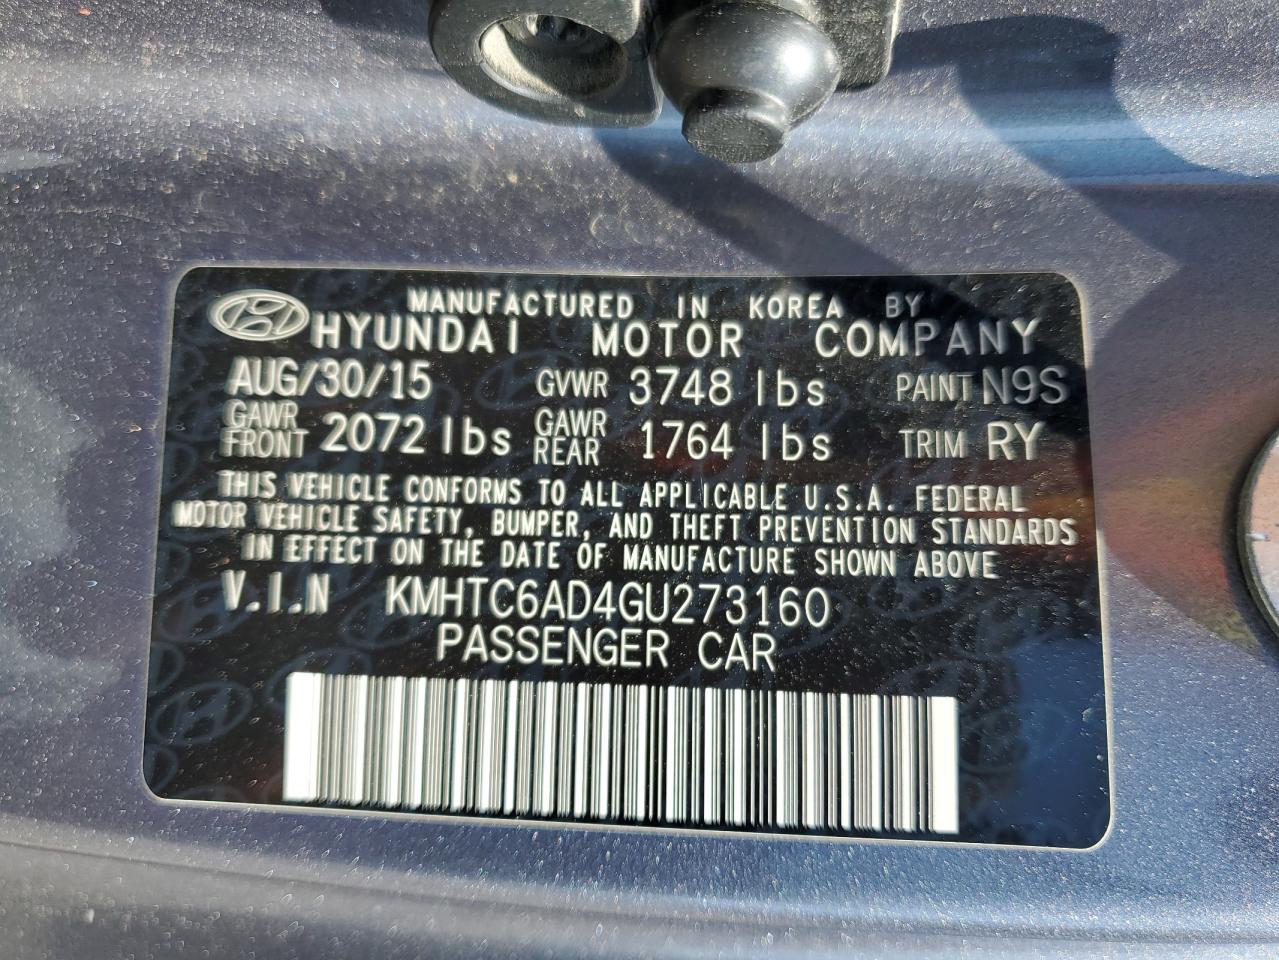 MANUFACTURED IN KOREA BY
HYUNDAI MOTOR COMPANY
AUG/30/15 GVWR 3748 lbs PAINT N9S
GAWR FRONT 2072 lbs GAWR REAR 1764 lbs TRIM RY
THIS VEHICLE CONFORMS TO ALL APPLICABLE U.S.A. FEDERAL
MOTOR VEHICLE SAFETY, BUMPER, AND THEFT PREVENTION STANDARDS
IN EFFECT ON THE DATE OF MANUFACTURE SHOWN ABOVE
V.I.N KMHTC6AD4GU273160
PASSENGER CAR